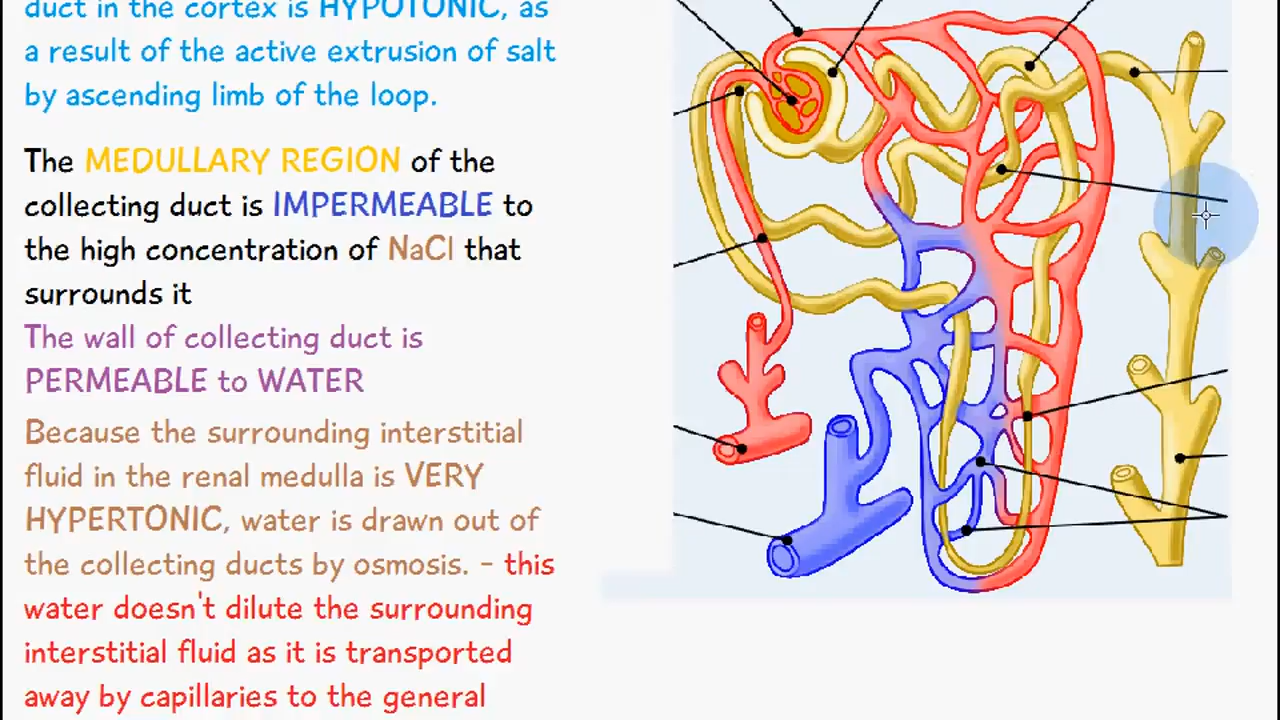 duct in the cortex is HYPOTONIC, as
a result of the active extrusion of salt
by ascending limb of the loop.
The MEDULLARY REGION of the
collecting duct is IMPERMEABLE to
the high concentration of NaCl that
surrounds it
The wall of collecting duct is
PERMEABLE to WATER
Because the surrounding interstitial
fluid in the renal medulla is VERY
HYPERTONIC, water is drawn out of
the collecting ducts by osmosis. - this
water doesn't dilute the surrounding
interstitial fluid as it is transported
away by capillaries to the general